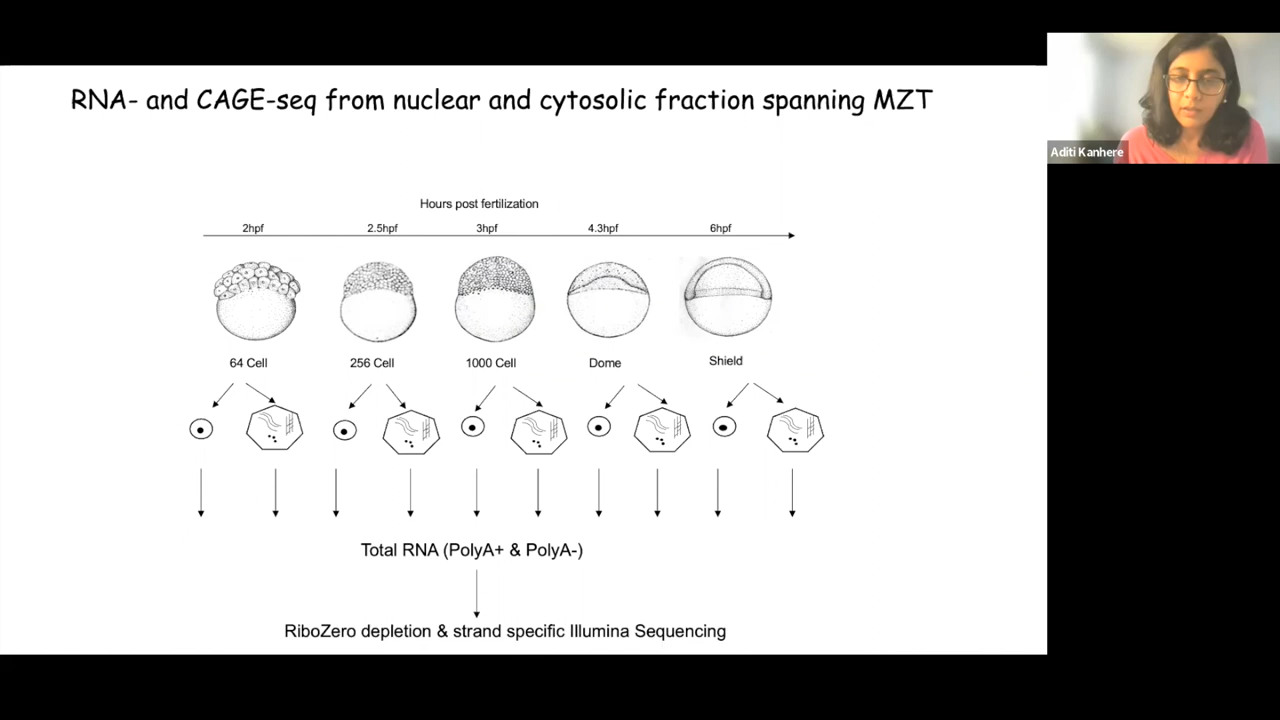 RNA- and CAGE-seq from nuclear and cytosolic fraction spanning MZT
Aditi Kanhere
Hours post fertilization
2hpf 2.5hpf 3hpf 4.3hpf 6hpf
64 Cell 256 Cell 1000 Cell Dome Shield
Total RNA (PolyA+ & PolyA-)
RiboZero depletion & strand specific Illumina Sequencing